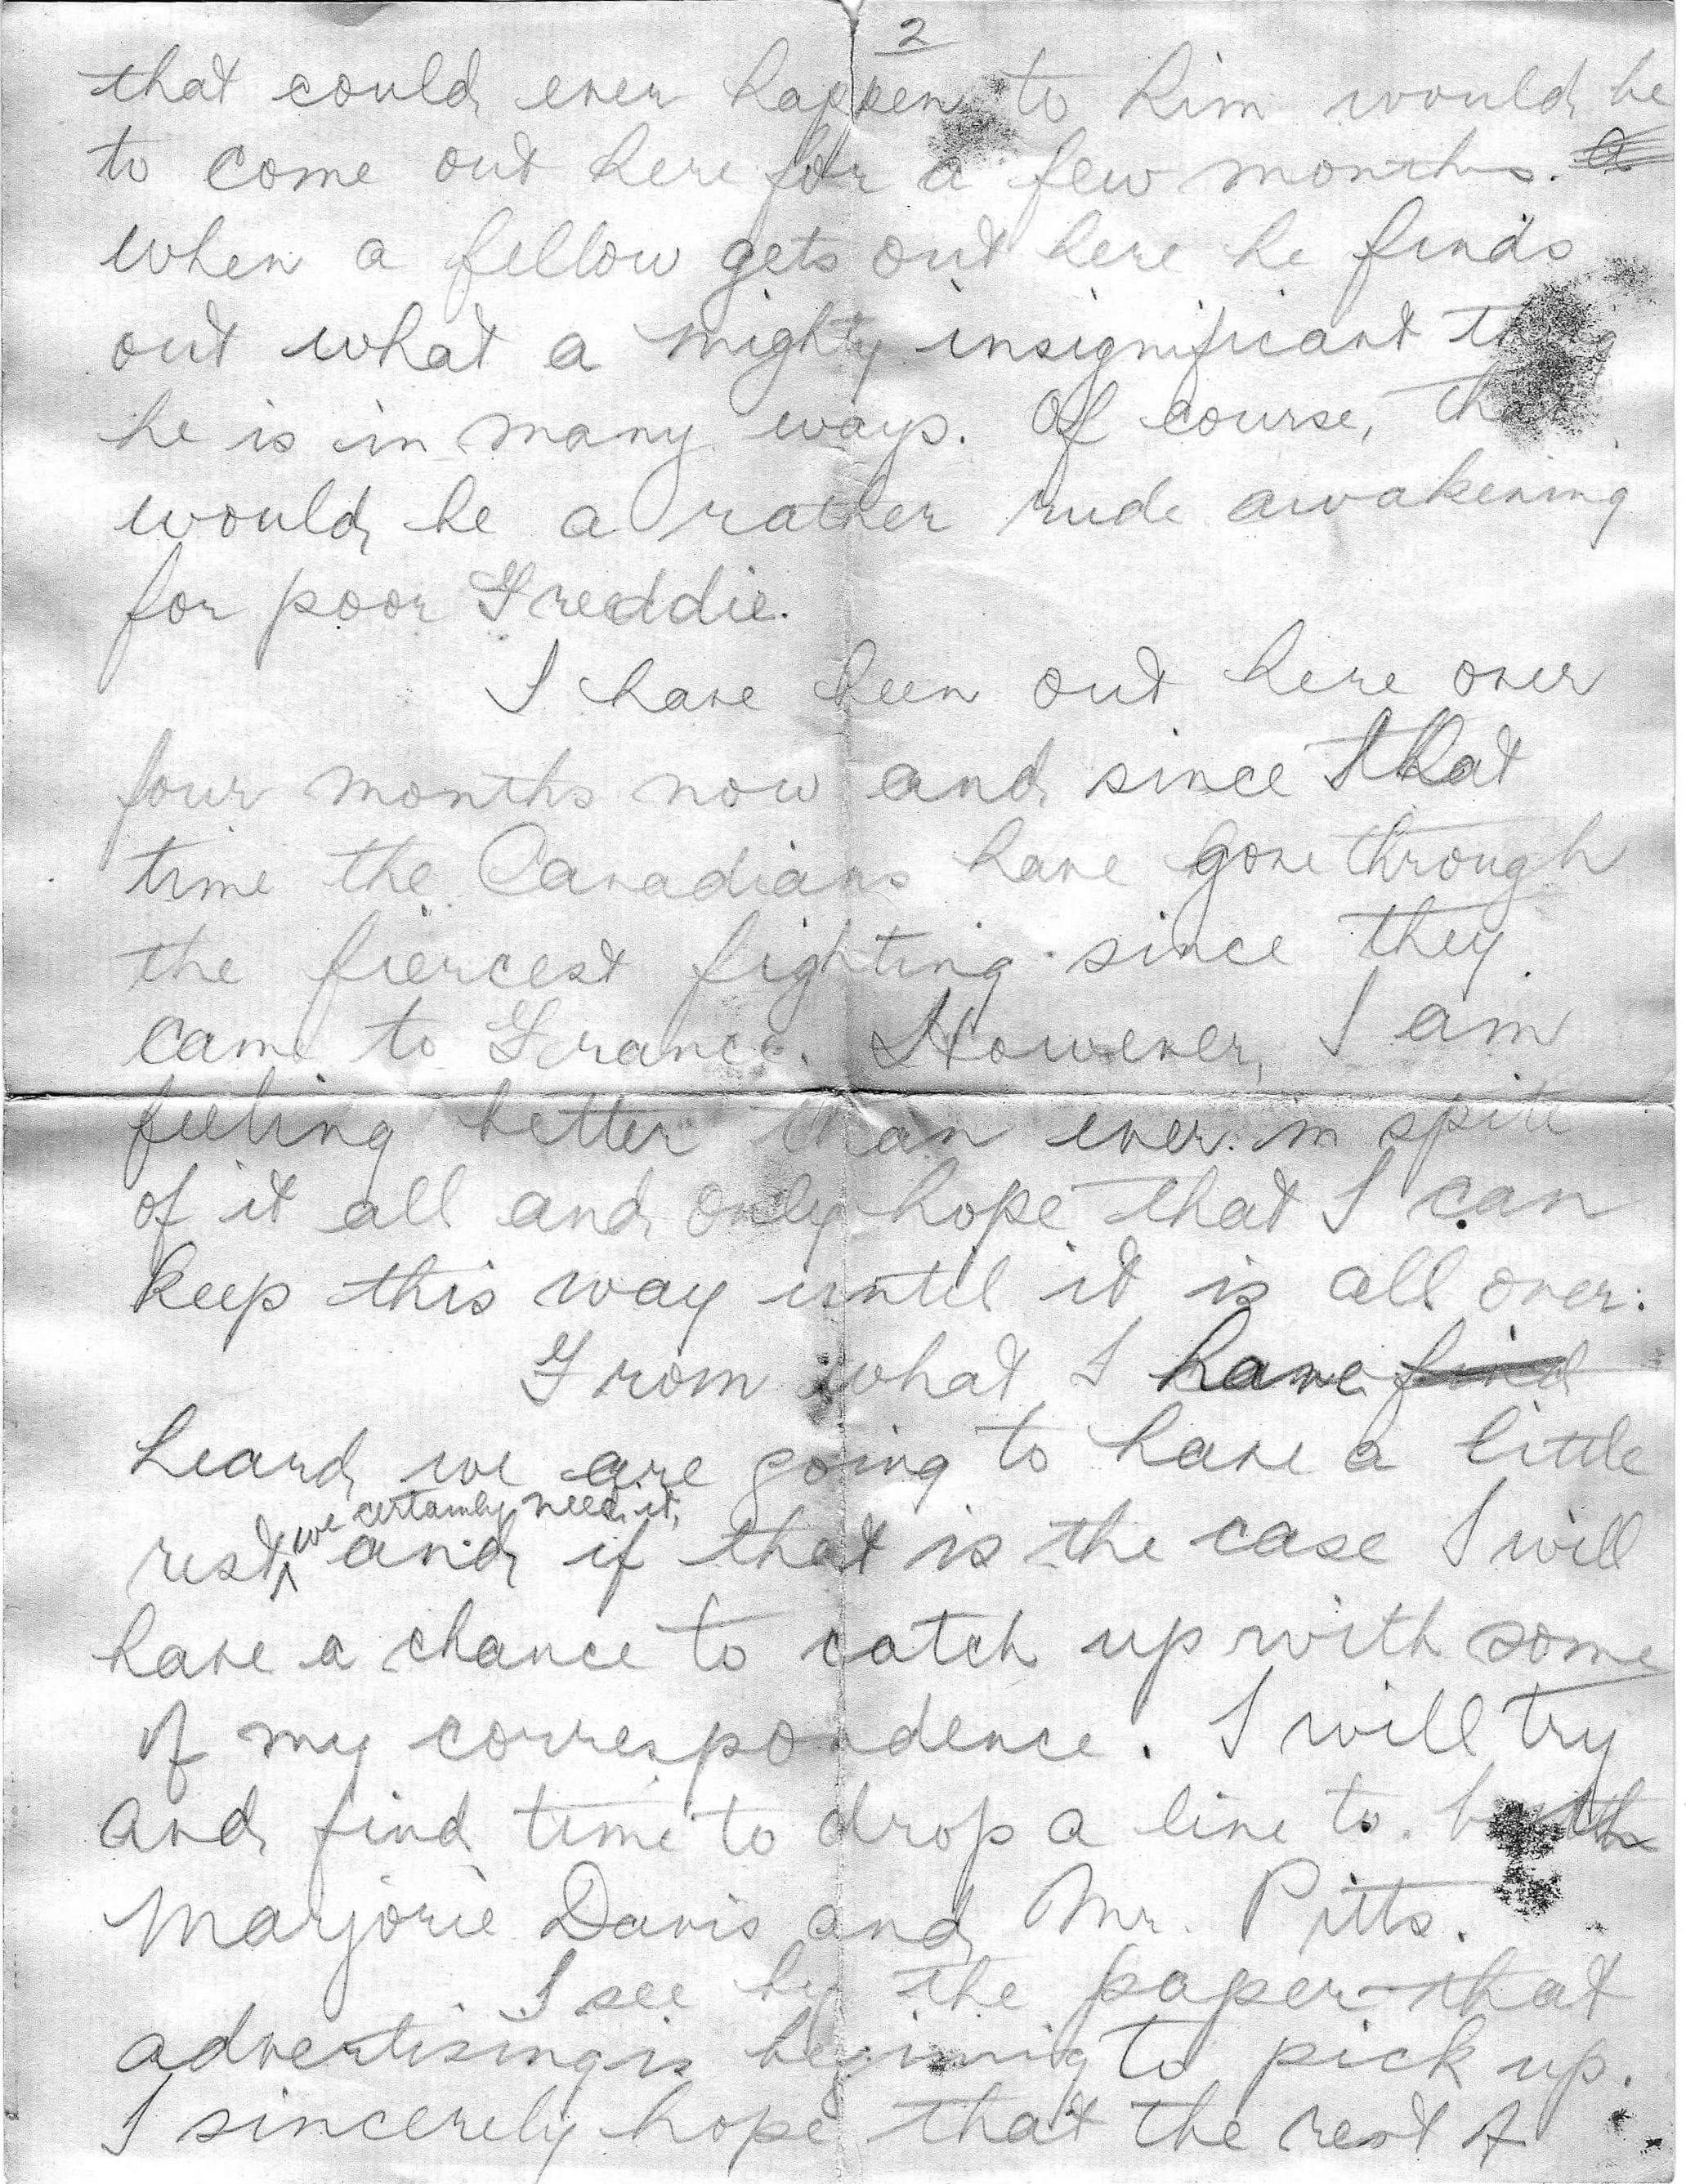 2
that could ever happen to him would be
to come out here for a few months. a
when a fellow gets out here he finds
out what a mighty insignificant thing
he is in many ways. Of course, that
would be a rather rude awakening
for poor Freddie.
I have been out here over
four months now and since that
time the Canadians have gone through
the fiercest fighting since they
came to France. However, I am
feeling better than ever in spite
of it all and only hope that I can
keep this way until it is all over.
From what I have find
heard we are going to have a little
we certainly need it,
rest, and if that is the case I will
have a chance to catch up with some
of my correspondence. I will try
and find time to drop a line to both
Marjorie Davis and Mr. Pitts.
I see by the paper that
advertising is begining to pick up.
I sincerely hope that the rest of